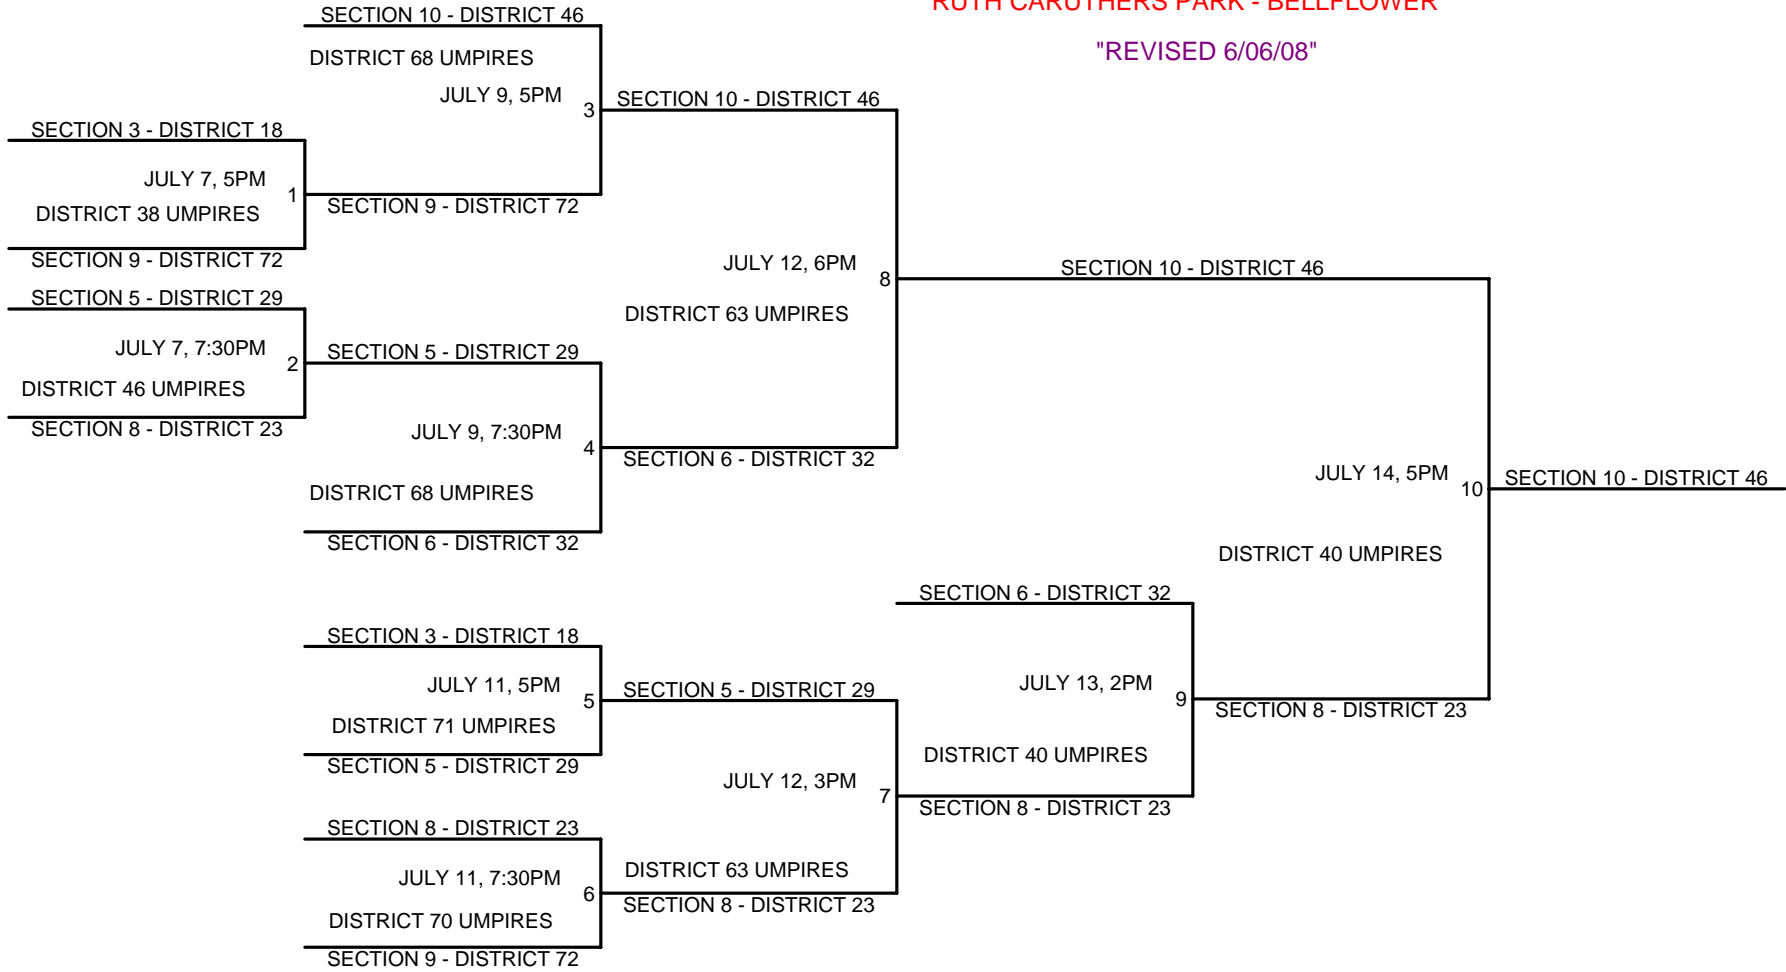 RUTH CARUTHERS PARK - BELLFLOWER
"REVISED 6/06/08"
SECTION 10 - DISTRICT 46
DISTRICT 68 UMPIRES
JULY 9, 5PM
3
SECTION 10 - DISTRICT 46
SECTION 3 - DISTRICT 18
JULY 7, 5PM
1
DISTRICT 38 UMPIRES
SECTION 9 - DISTRICT 72
SECTION 9 - DISTRICT 72
SECTION 5 - DISTRICT 29
JULY 7, 7:30PM
2
DISTRICT 46 UMPIRES
SECTION 8 - DISTRICT 23
SECTION 5 - DISTRICT 29
JULY 9, 7:30PM
4
DISTRICT 68 UMPIRES
SECTION 6 - DISTRICT 32
SECTION 6 - DISTRICT 32
JULY 12, 6PM
8
DISTRICT 63 UMPIRES
SECTION 10 - DISTRICT 46
JULY 14, 5PM
10
SECTION 10 - DISTRICT 46
DISTRICT 40 UMPIRES
SECTION 3 - DISTRICT 18
JULY 11, 5PM
5
DISTRICT 71 UMPIRES
SECTION 5 - DISTRICT 29
SECTION 5 - DISTRICT 29
JULY 12, 3PM
7
DISTRICT 63 UMPIRES
SECTION 8 - DISTRICT 23
SECTION 8 - DISTRICT 23
JULY 11, 7:30PM
6
DISTRICT 70 UMPIRES
SECTION 9 - DISTRICT 72
SECTION 6 - DISTRICT 32
JULY 13, 2PM
9
DISTRICT 40 UMPIRES
SECTION 8 - DISTRICT 23
SECTION 8 - DISTRICT 23